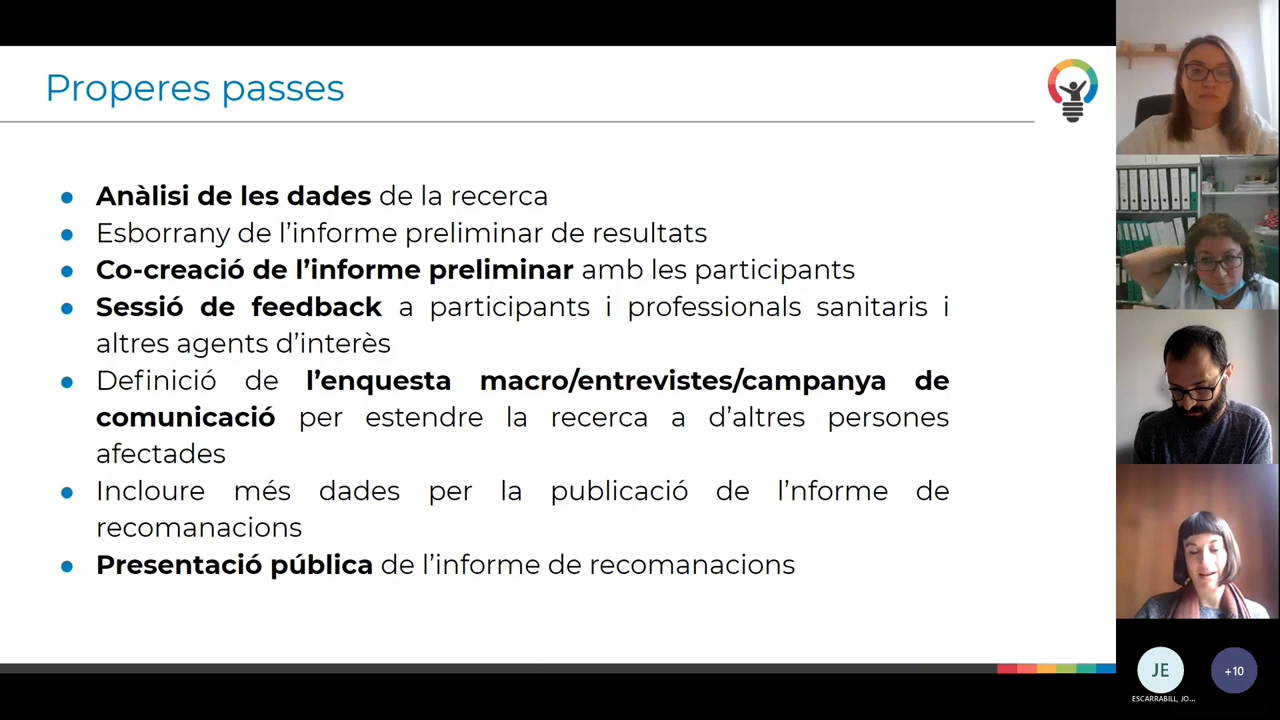 Properes passes
● Anàlisi de les dades de la recerca
● Esborrany de l’informe preliminar de resultats
● Co-creació de l’informe preliminar amb les participants
● Sessió de feedback a participants i professionals sanitaris i
altres agents d’interès
● Definició de l’enquesta macro/entrevistes/campanya de
comunicació per estendre la recerca a d’altres persones
afectades
● Incloure més dades per la publicació de l’nforme de
recomanacions
● Presentació pública de l’informe de recomanacions
JE
+10
ESCARRABILL, JO...